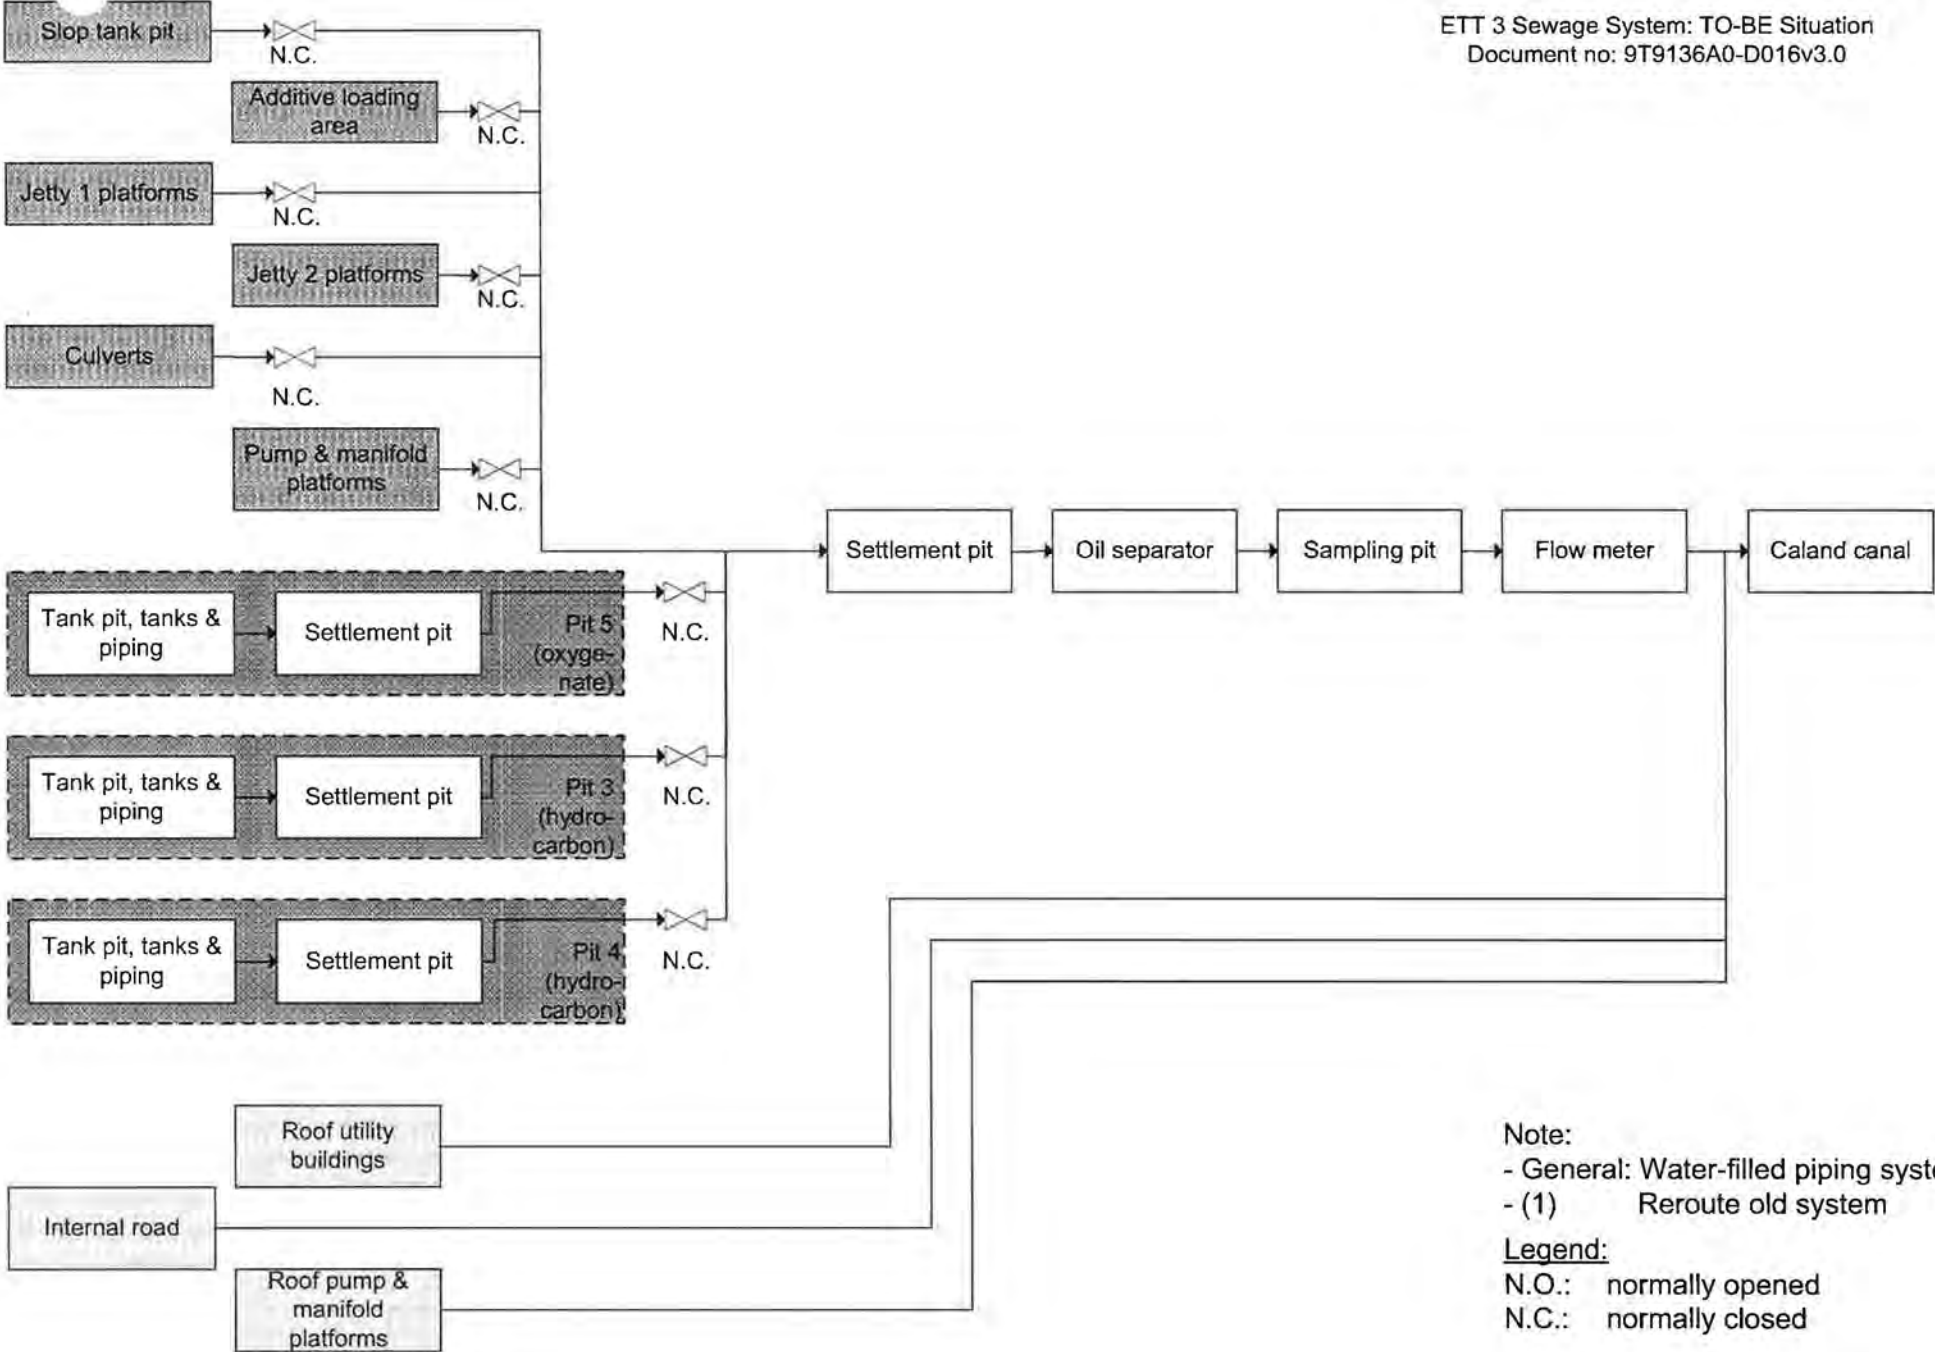 ETT 3 Sewage System: TO-BE Situation
Document no: 9T9136A0-D016v3.0
Slop tank pit
N.C.
Additive loading
area
N.C.
Jetty 1 platforms
N.C.
Jetty 2 platforms
N.C.
Culverts
N.C.
Pump & manifold
platforms
N.C.
Settlement pit
Oil separator
Sampling pit
Flow meter
Caland canal
Tank pit, tanks &
piping
Settlement pit
Pit 5
(oxyge-
nate)
N.C.
Tank pit, tanks &
piping
Settlement pit
Pit 3
(hydro-
carbon)
N.C.
Tank pit, tanks &
piping
Settlement pit
Pit 4
(hydro-
carbon)
N.C.
Roof utility
buildings
Internal road
Roof pump &
manifold
platforms
Note:
- General: Water-filled piping syste
- (1) Reroute old system
Legend:
N.O.: normally opened
N.C.: normally closed